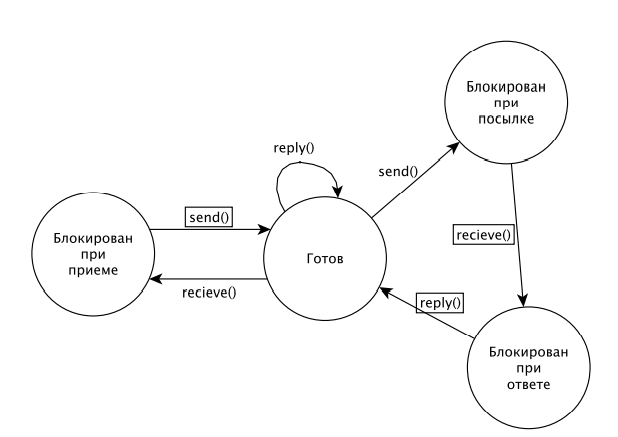 Блокирован
при
посылке
reply()
send()
send()
Блокирован
при
приеме
recieve()
Готов
recieve()
reply()
Блокирован
при
ответе